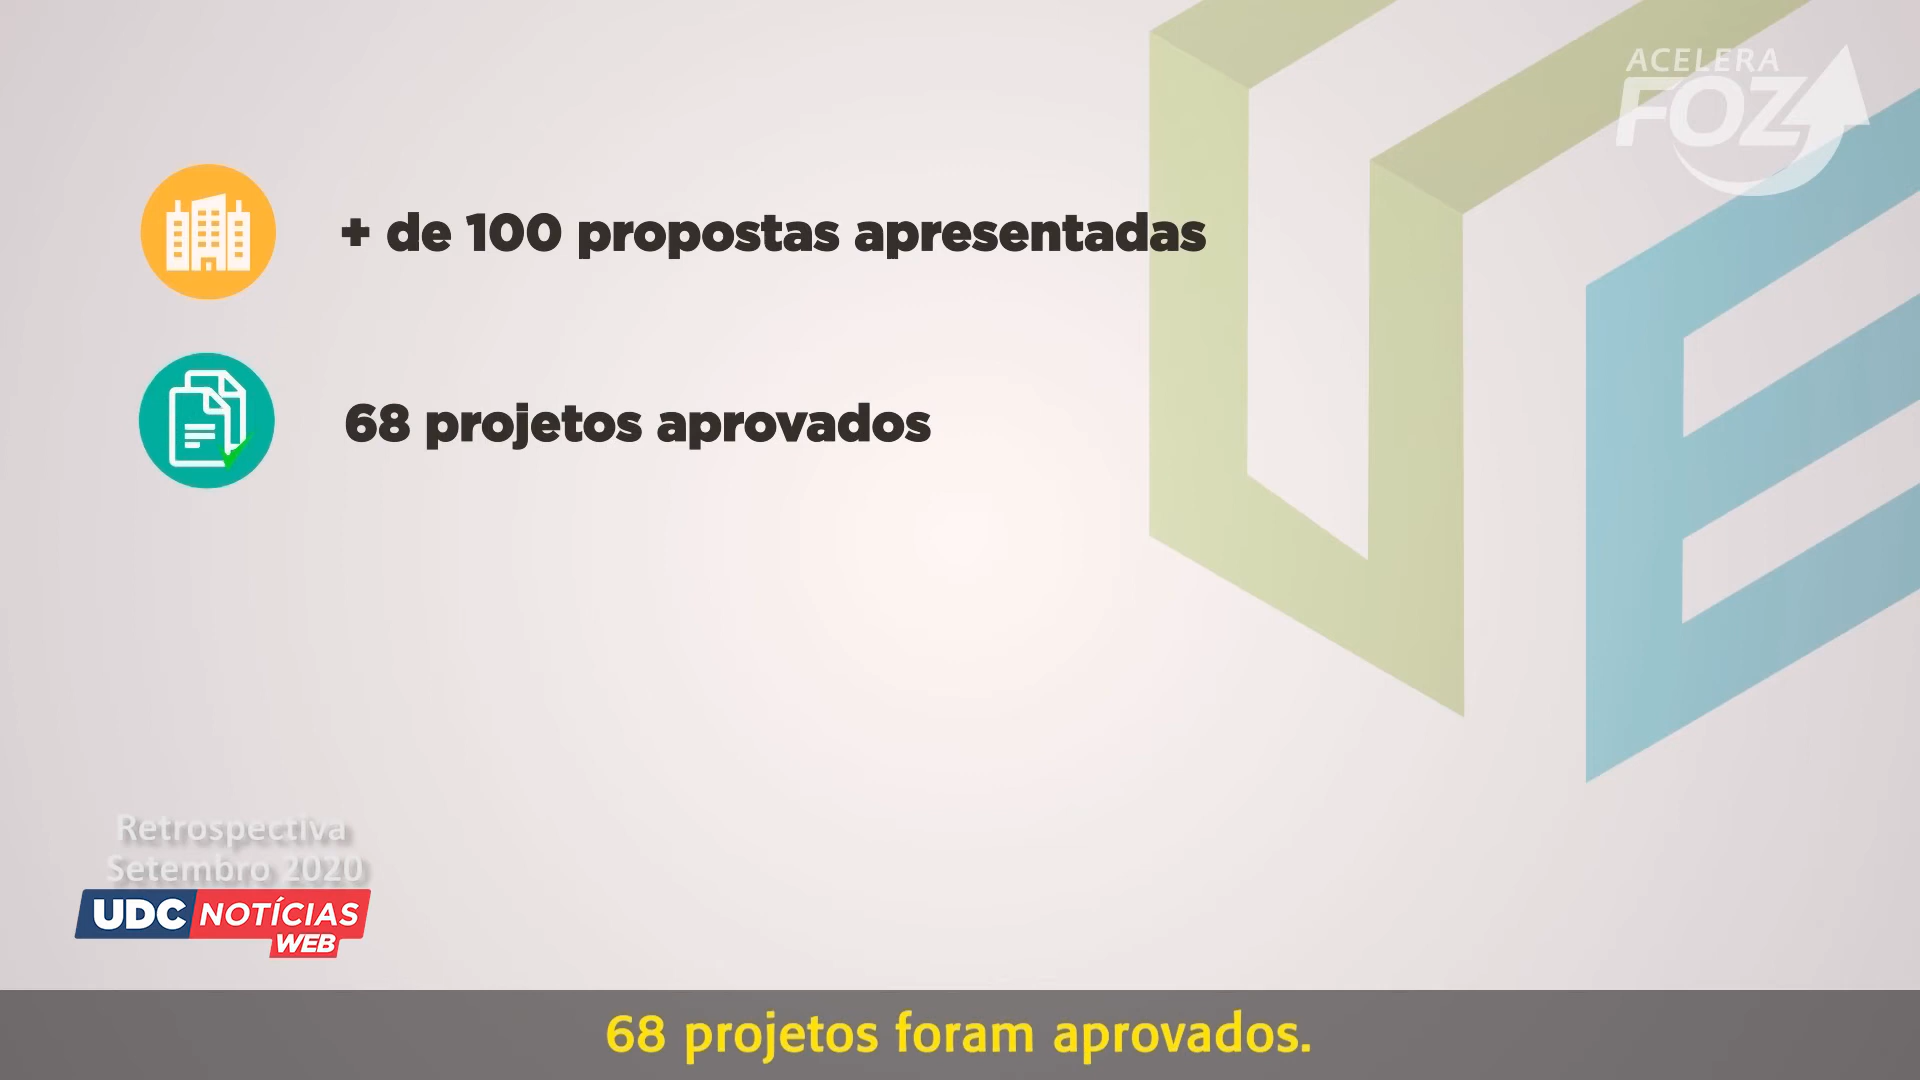 ACELERA
FOZ
+ de 100 propostas apresentadas
68 projetos aprovados
Retrospectiva
Setembro 2020
UDC NOTÍCIAS
WEB
68 projetos foram aprovados.